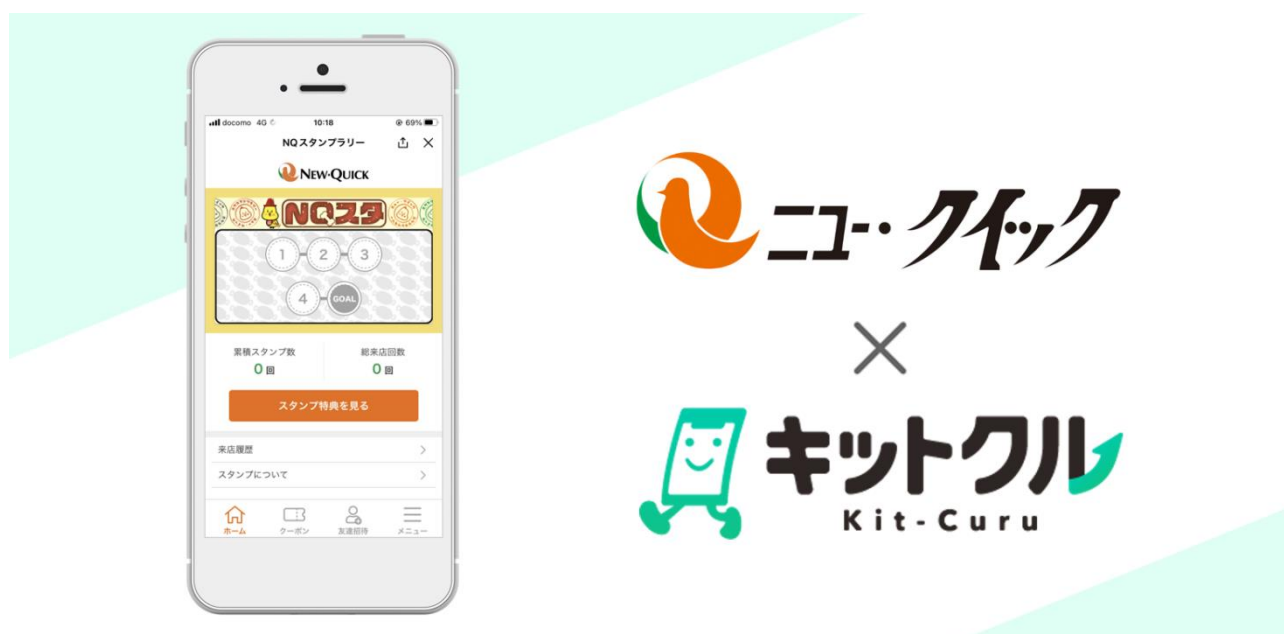 docomo 4G 10:18 69%
NQスタンプラリー
NEW·QUICK
NQスタ
1 2 3
4 GOAL
累積スタンプ数 総来店回数
0回 0回
スタンプ特典を見る
来店履歴
スタンプについて
ホーム クーポン 友達招待 メニュー
ニュー・クイック
×
キットクル
Kit-Curu